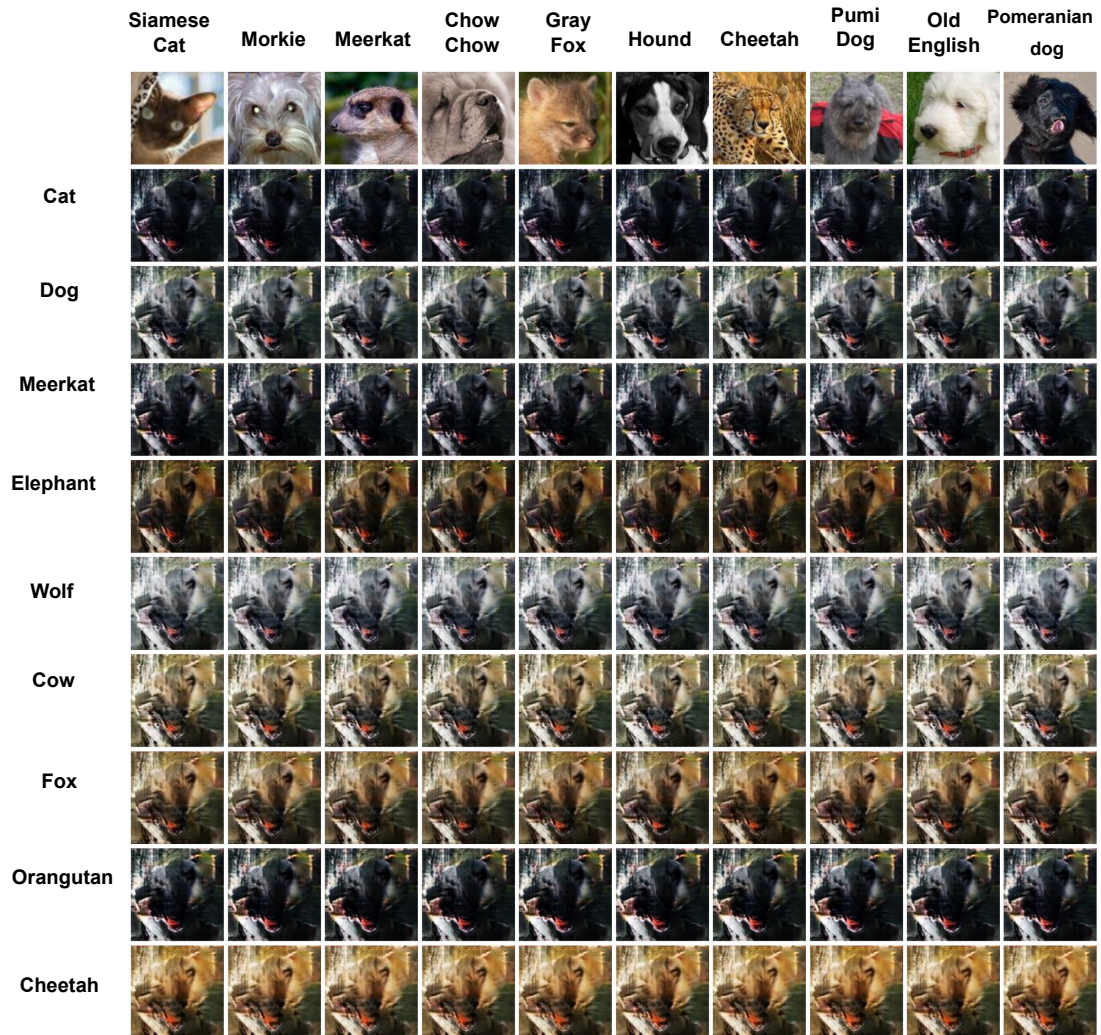 Siamese
Cat
Morkie
Meerkat
Chow
Chow
Gray
Fox
Hound
Cheetah
Pumi
Dog
Old
English
Pomeranian
dog
Cat
Dog
Meerkat
Elephant
Wolf
Cow
Fox
Orangutan
Cheetah